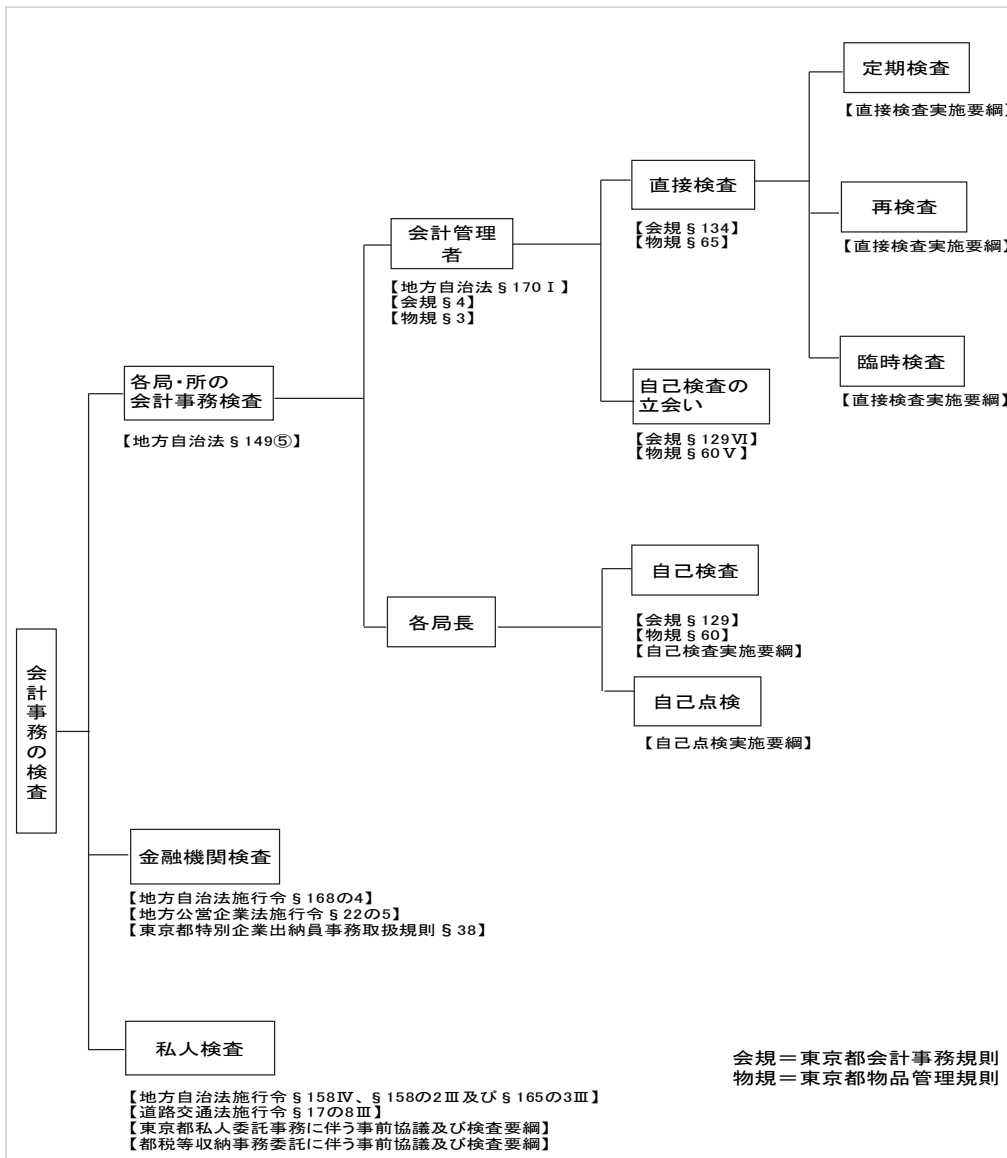 定期検査
【直接検査実施要綱】
直接検査
【会規§134】
【物規§65】
再検査
【直接検査実施要綱】
会計管理
者
【地方自治法§170Ⅰ】
【会規§4】
【物規§3】
臨時検査
【直接検査実施要綱】
各局・所の
会計事務検査
【地方自治法§149⑤】
自己検査の
立会い
【会規§129Ⅵ】
【物規§60Ⅴ】
自己検査
【会規§129】
【物規§60】
【自己検査実施要綱】
各局長
自己点検
【自己点検実施要綱】
会計事務の検査
金融機関検査
【地方自治法施行令§168の4】
【地方公営企業法施行令§22の5】
【東京都特別企業出納員事務取扱規則§38】
私人検査
【地方自治法施行令§158Ⅳ、§158の2Ⅲ及び§165の3Ⅲ】
【道路交通法施行令§17の8Ⅲ】
【東京都私人委託事務に伴う事前協議及び検査要綱】
【都税等収納事務委託に伴う事前協議及び検査要綱】
会規＝東京都会計事務規則
物規＝東京都物品管理規則